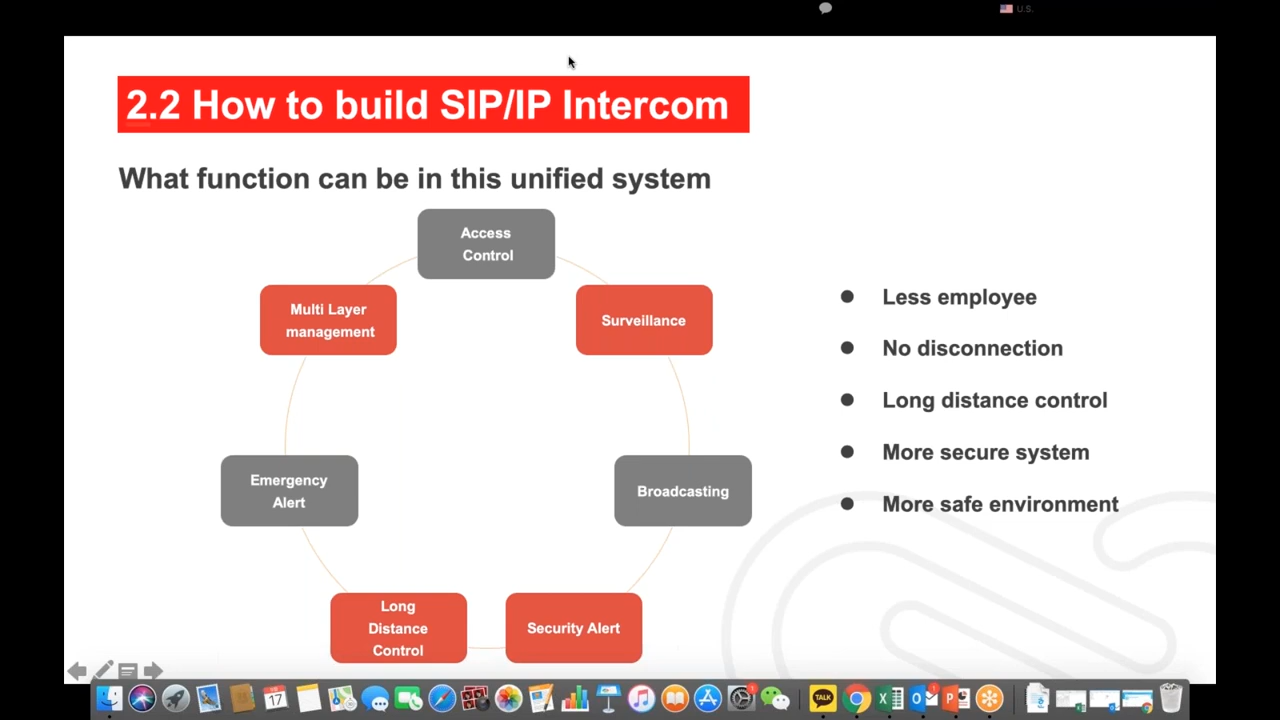 U.S.
2.2 How to build SIP/IP Intercom
What function can be in this unified system
Access
Control
Multi Layer
management
Surveillance
Emergency
Alert
Broadcasting
Long
Distance
Control
Security Alert
Less employee
No disconnection
Long distance control
More secure system
More safe environment
17
TALK